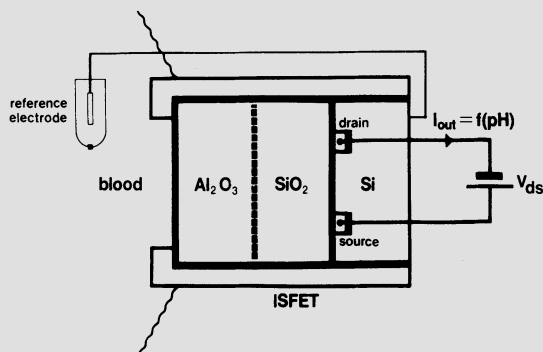 reference
electrode
blood
Al₂O₃
SiO₂
Si
drain
source
Iout = f(pH)
Vds
ISFET